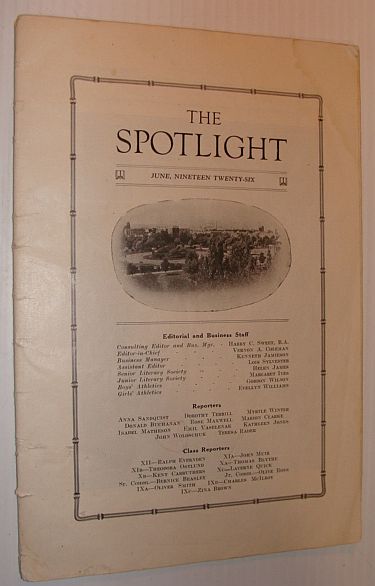 THE
SPOTLIGHT
JUNE, NINETEEN TWENTY-SIX
Editorial and Business Staff
Consulting Editor and Bus. Mgr. - HARRY C. SWEET, B.A.
Editor-in-Chief - VERNON A. COLEMAN
Business Manager - KENNETH JAMIESON
Assistant Editor - LOIS SYLVESTER
Senior Literary Society - HELEN JAMES
Junior Literary Society - MARGARET IVES
Boys' Athletics - GORDON WILSON
Girls' Athletics - EVELYN WILLIAMS
Reporters
ANNA SANDQUIST DOROTHY TERRILL MYRTLE WINTER
DONALD BUCHANAN ROSE MAXWELL MARION CLARKE
ISABEL MATHESON EMIL VASELENAK KATHLEEN JONES
JOHN WOLOSCHUK TERESA RADER
Class Reporters
XII—RALPH XIA—JOHN MUIR
XIB—THEODORA OSTLUND XA—THOMAS BLYTHE
XB—KENT CARRUTHERS XC—LAVERNE QUICK
SR. COMML—BERNICE BEASLEY JR. COMML—OLIVE ROSS
IXA—OLIVER SMITH IXB—CHARLES MCILROY
IXC—ZINA BROWN